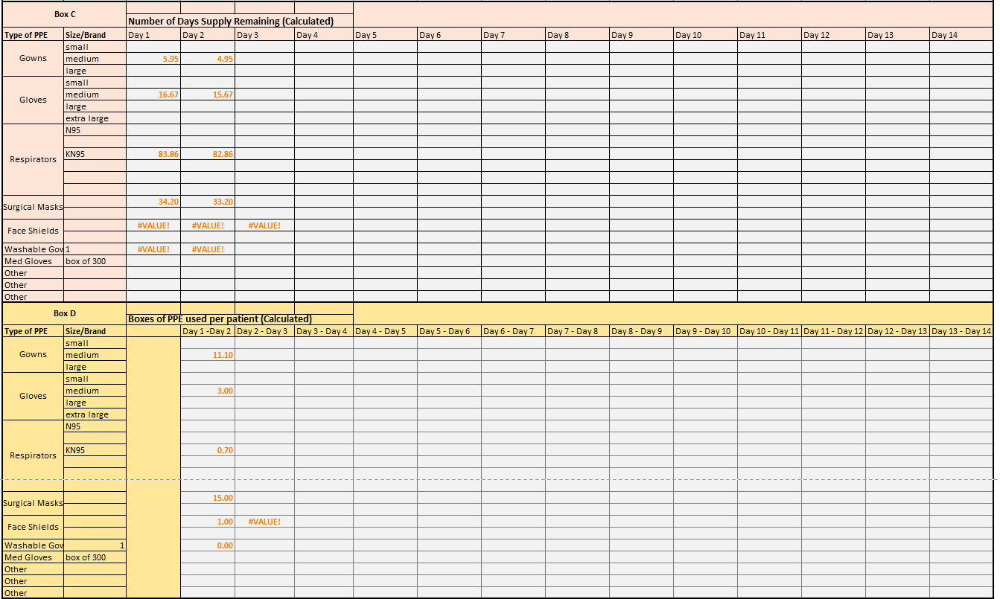 Box C
Number of Days Supply Remaining (Calculated)
Type of PPE Size/Brand Day 1 Day 2 Day 3 Day 4 Day 5 Day 6 Day 7 Day 8 Day 9 Day 10 Day 11 Day 12 Day 13 Day 14
small
Gowns medium 5.95 4.95
large
small
Gloves medium 16.67 15.67
large
extra large
N95
Respirators KN95 83.86 82.86
Surgical Masks 34.20 33.20
Face Shields #VALUE! #VALUE! #VALUE!
Washable Gov 1 #VALUE! #VALUE!
Med Gloves box of 300
Other
Other
Other
Box D
Boxes of PPE used per patient (Calculated)
Type of PPE Size/Brand Day 1 -Day 2 Day 2 - Day 3 Day 3 - Day 4 Day 4 - Day 5 Day 5 - Day 6 Day 6 - Day 7 Day 7 - Day 8 Day 8 - Day 9 Day 9 - Day 10 Day 10 - Day 11 Day 11 - Day 12 Day 12 - Day 13 Day 13 - Day 14
small
Gowns medium 11.10
large
small
Gloves medium 3.00
large
extra large
N95
Respirators KN95 0.70
Surgical Masks 15.00
Face Shields 1.00 #VALUE!
Washable Gov 1 0.00
Med Gloves box of 300
Other
Other
Other